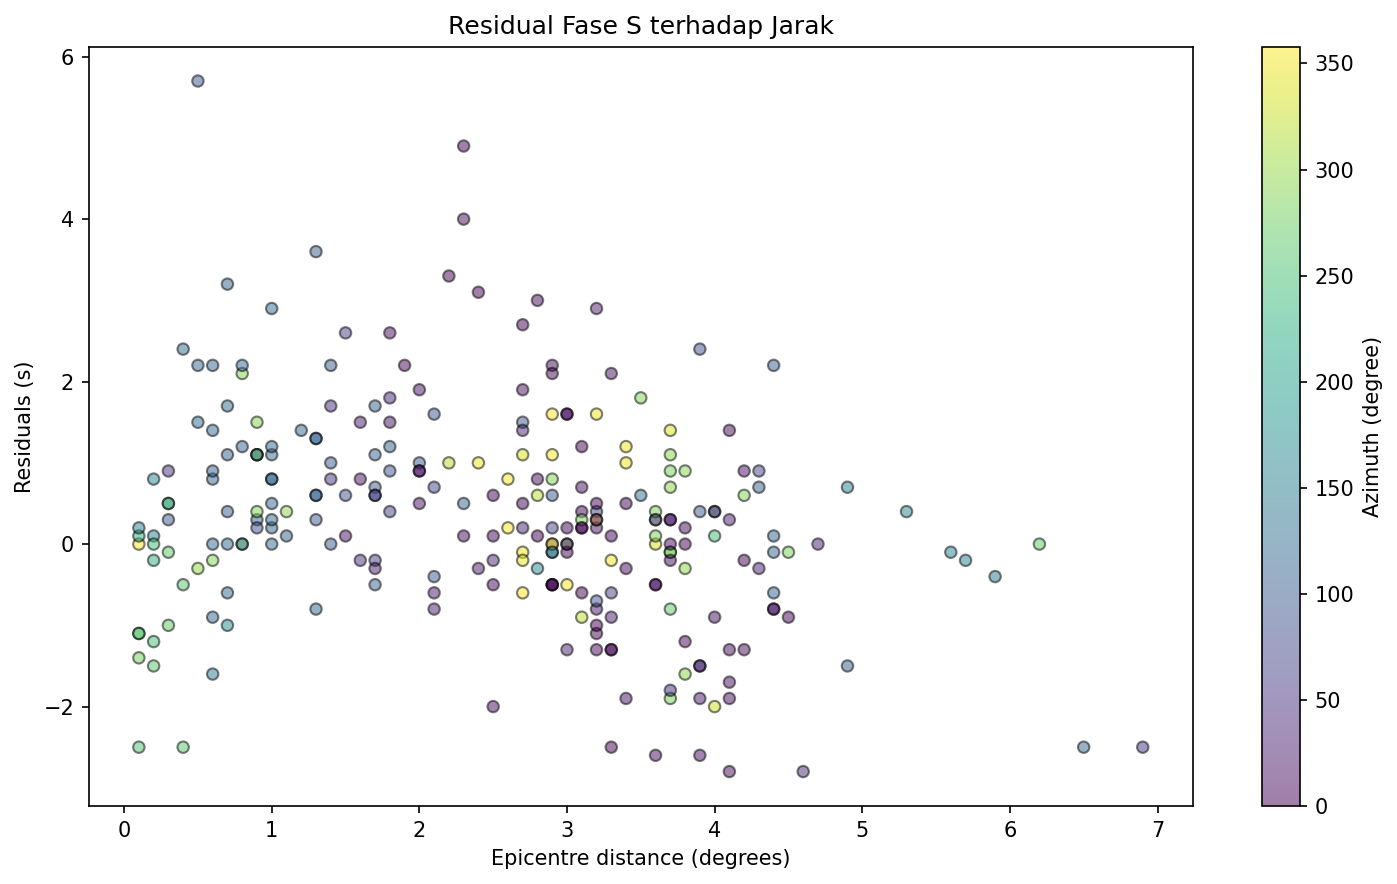 Residual Fase S terhadap Jarak
Residuals (s)
6
4
2
0
−2
0 1 2 3 4 5 6 7
Epicentre distance (degrees)
350
300
250
200
150
100
50
0
Azimuth (degree)